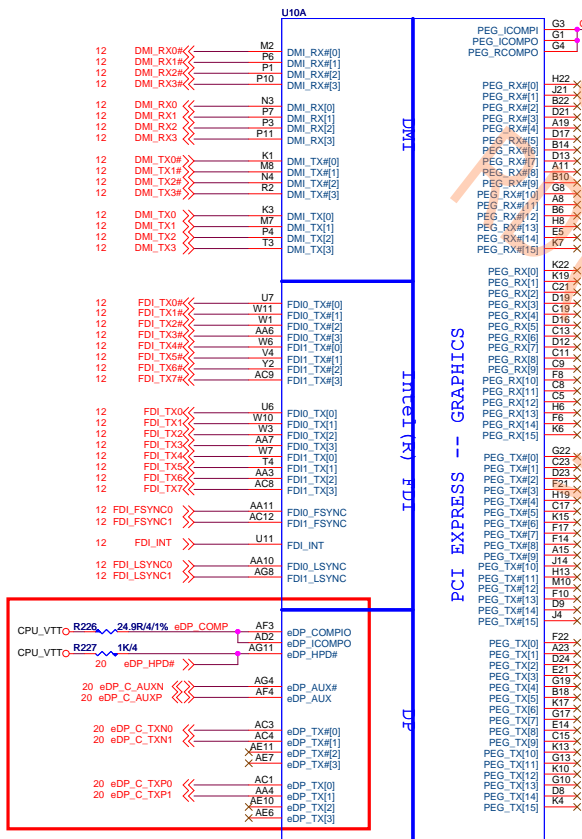 U10A
12 DMI_RX0# M2 DMI_RX#[0]
12 DMI_RX1# P6 DMI_RX#[1]
12 DMI_RX2# P1 DMI_RX#[2]
12 DMI_RX3# P10 DMI_RX#[3]
12 DMI_RX0 N3 DMI_RX[0]
12 DMI_RX1 P7 DMI_RX[1]
12 DMI_RX2 P3 DMI_RX[2]
12 DMI_RX3 P11 DMI_RX[3]
12 DMI_TX0# K1 DMI_TX#[0]
12 DMI_TX1# M8 DMI_TX#[1]
12 DMI_TX2# N4 DMI_TX#[2]
12 DMI_TX3# R2 DMI_TX#[3]
12 DMI_TX0 K3 DMI_TX[0]
12 DMI_TX1 M7 DMI_TX[1]
12 DMI_TX2 P4 DMI_TX[2]
12 DMI_TX3 T3 DMI_TX[3]
DMI
12 FDI_TX0# U7 FDI0_TX#[0]
12 FDI_TX1# W11 FDI0_TX#[1]
12 FDI_TX2# W1 FDI0_TX#[2]
12 FDI_TX3# AA6 FDI0_TX#[3]
12 FDI_TX4# W6 FDI1_TX#[0]
12 FDI_TX5# V4 FDI1_TX#[1]
12 FDI_TX6# Y2 FDI1_TX#[2]
12 FDI_TX7# AC9 FDI1_TX#[3]
12 FDI_TX0 U6 FDI0_TX[0]
12 FDI_TX1 W10 FDI0_TX[1]
12 FDI_TX2 W3 FDI0_TX[2]
12 FDI_TX3 AA7 FDI0_TX[3]
12 FDI_TX4 W7 FDI1_TX[0]
12 FDI_TX5 T4 FDI1_TX[1]
12 FDI_TX6 AA3 FDI1_TX[2]
12 FDI_TX7 AC8 FDI1_TX[3]
12 FDI_FSYNC0 AA11 FDI0_FSYNC
12 FDI_FSYNC1 AC12 FDI1_FSYNC
12 FDI_INT U11 FDI_INT
12 FDI_LSYNC0 AA10 FDI0_LSYNC
12 FDI_LSYNC1 AG8 FDI1_LSYNC
Intel(R) FDI
CPU_VTT R226 24.9R/4/1% eDP_COMP AF3 eDP_COMPIO
AD2 eDP_ICOMPO
CPU_VTT R227 1K/4 AG11 eDP_HPD#
20 eDP_HPD#
20 eDP_C_AUXN AG4 eDP_AUX#
20 eDP_C_AUXP AF4 eDP_AUX
20 eDP_C_TXN0 AC3 eDP_TX#[0]
20 eDP_C_TXN1 AC4 eDP_TX#[1]
AE11 eDP_TX#[2]
AE7 eDP_TX#[3]
20 eDP_C_TXP0 AC1 eDP_TX[0]
20 eDP_C_TXP1 AA4 eDP_TX[1]
AE10 eDP_TX[2]
AE6 eDP_TX[3]
DP
PCI EXPRESS -- GRAPHICS
PEG_ICOMPI G3
PEG_ICOMPO G1
PEG_RCOMPO G4
PEG_RX#[0] H22
PEG_RX#[1] J21
PEG_RX#[2] B22
PEG_RX#[3] D21
PEG_RX#[4] A19
PEG_RX#[5] D17
PEG_RX#[6] B14
PEG_RX#[7] D13
PEG_RX#[8] A11
PEG_RX#[9] B10
PEG_RX#[10] G8
PEG_RX#[11] A8
PEG_RX#[12] B6
PEG_RX#[13] H8
PEG_RX#[14] E5
PEG_RX#[15] K7
PEG_RX[0] K22
PEG_RX[1] K19
PEG_RX[2] C21
PEG_RX[3] D19
PEG_RX[4] C19
PEG_RX[5] D16
PEG_RX[6] C13
PEG_RX[7] D12
PEG_RX[8] C11
PEG_RX[9] C9
PEG_RX[10] F8
PEG_RX[11] C8
PEG_RX[12] C5
PEG_RX[13] H6
PEG_RX[14] F6
PEG_RX[15] K6
PEG_TX#[0] G22
PEG_TX#[1] C23
PEG_TX#[2] D23
PEG_TX#[3] F21
PEG_TX#[4] H19
PEG_TX#[5] C17
PEG_TX#[6] K15
PEG_TX#[7] F17
PEG_TX#[8] F14
PEG_TX#[9] A15
PEG_TX#[10] J14
PEG_TX#[11] H13
PEG_TX#[12] M10
PEG_TX#[13] F10
PEG_TX#[14] D9
PEG_TX#[15] J4
PEG_TX[0] F22
PEG_TX[1] A23
PEG_TX[2] D24
PEG_TX[3] E21
PEG_TX[4] G19
PEG_TX[5] B18
PEG_TX[6] K17
PEG_TX[7] G17
PEG_TX[8] E14
PEG_TX[9] C15
PEG_TX[10] K13
PEG_TX[11] G13
PEG_TX[12] K10
PEG_TX[13] G10
PEG_TX[14] D8
PEG_TX[15] K4